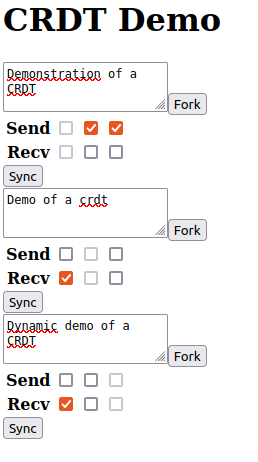 CRDT Demo
Demonstration of a
CRDT
Fork
Send
Recv
Sync
Demo of a crdt
Fork
Send
Recv
Sync
Dynamic demo of a
CRDT
Fork
Send
Recv
Sync